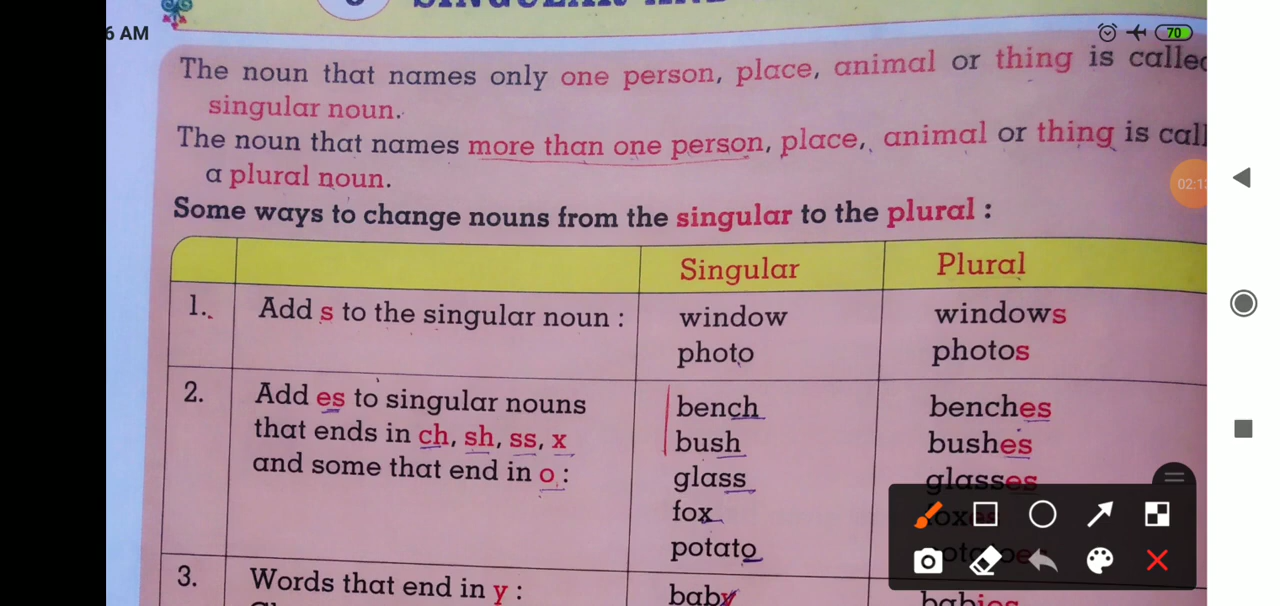 6 AM
70
The noun that names only one person, place, animal or thing is called
singular noun.
The noun that names more than one person, place, animal or thing is call
a plural noun.
02:1
Some ways to change nouns from the singular to the plural :
Singular Plural
1. Add s to the singular noun : window windows
photo photos
2. Add es to singular nouns bench benches
that ends in ch, sh, ss, x bush bushes
and some that end in o : glass glasses
fox foxes
potato
3. Words that end in y : baby babies